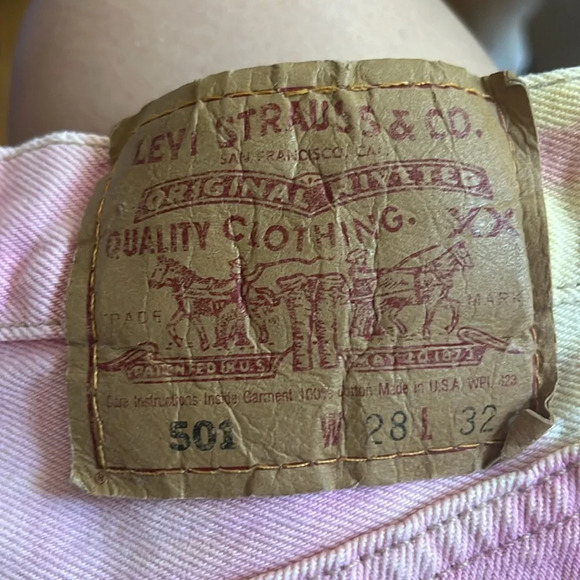 LEVI STRAUSS & CO.
SAN FRANCISCO, CAL.
ORIGINAL RIVETED
QUALITY CLOTHING. XX
TRADE MARK
PATENTED IN U.S. MAY 20 1873
Care Instructions Inside Garment 100% Cotton Made in U.S.A. WPL 423
501 W 28 L 32
®